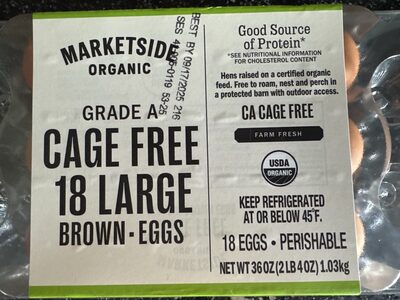 MARKETSIDE
ORGANIC
BEST BY 09/17/2025 216
GRADE A
CAGE FREE
18 LARGE
BROWN • EGGS
Good Source
of Protein*
*SEE NUTRITIONAL INFORMATION
FOR CHOLESTEROL CONTENT
Hens raised on a certified organic
feed. Free to roam, nest and perch in
a protected barn with outdoor access.
CA CAGE FREE
FARM FRESH
USDA
ORGANIC
KEEP REFRIGERATED
AT OR BELOW 45°F.
18 EGGS • PERISHABLE
NET WT 36 OZ (2 LB 4 OZ) 1.03kg